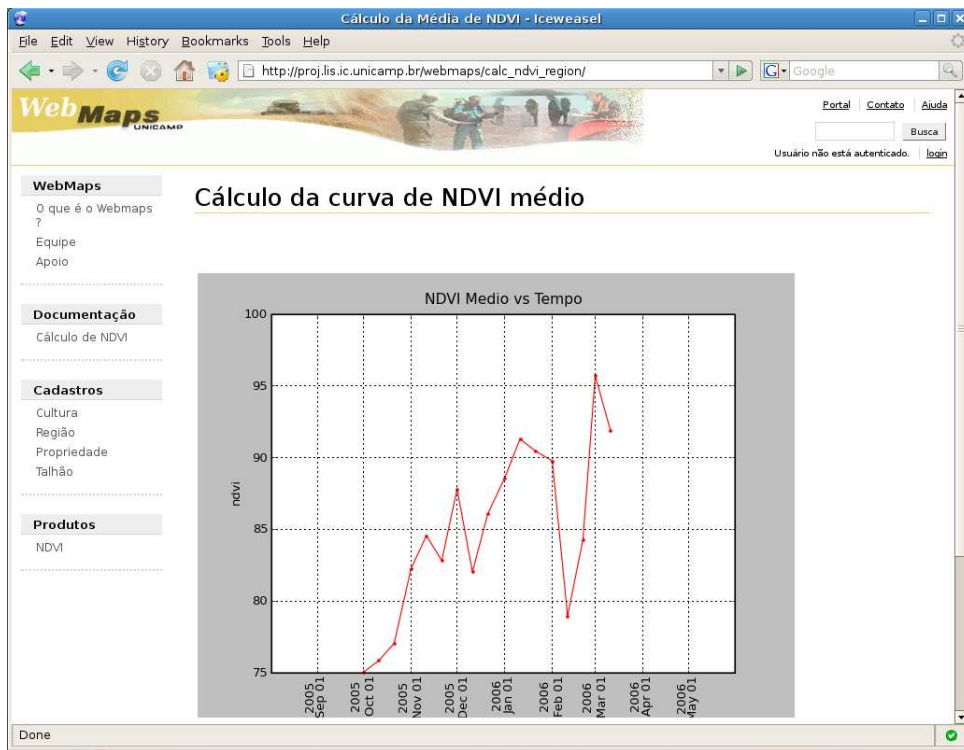 Cálculo da Média de NDVI - Iceweasel
File Edit View History Bookmarks Tools Help
http://proj.lis.ic.unicamp.br/webmaps/calc_ndvi_region/
G Google
Web Maps
UNICAMP
Portal Contato Ajuda
Busca
Usuário não está autenticado. login
WebMaps
O que é o Webmaps
?
Equipe
Apoio
Documentação
Cálculo de NDVI
Cadastros
Cultura
Região
Propriedade
Talhão
Produtos
NDVI
Cálculo da curva de NDVI médio
NDVI Medio vs Tempo
100
95
90
85
80
75
ndvi
2005 Sep 01
2005 Oct 01
2005 Nov 01
2005 Dec 01
2006 Jan 01
2006 Feb 01
2006 Mar 01
2006 Apr 01
2006 May 01
Done